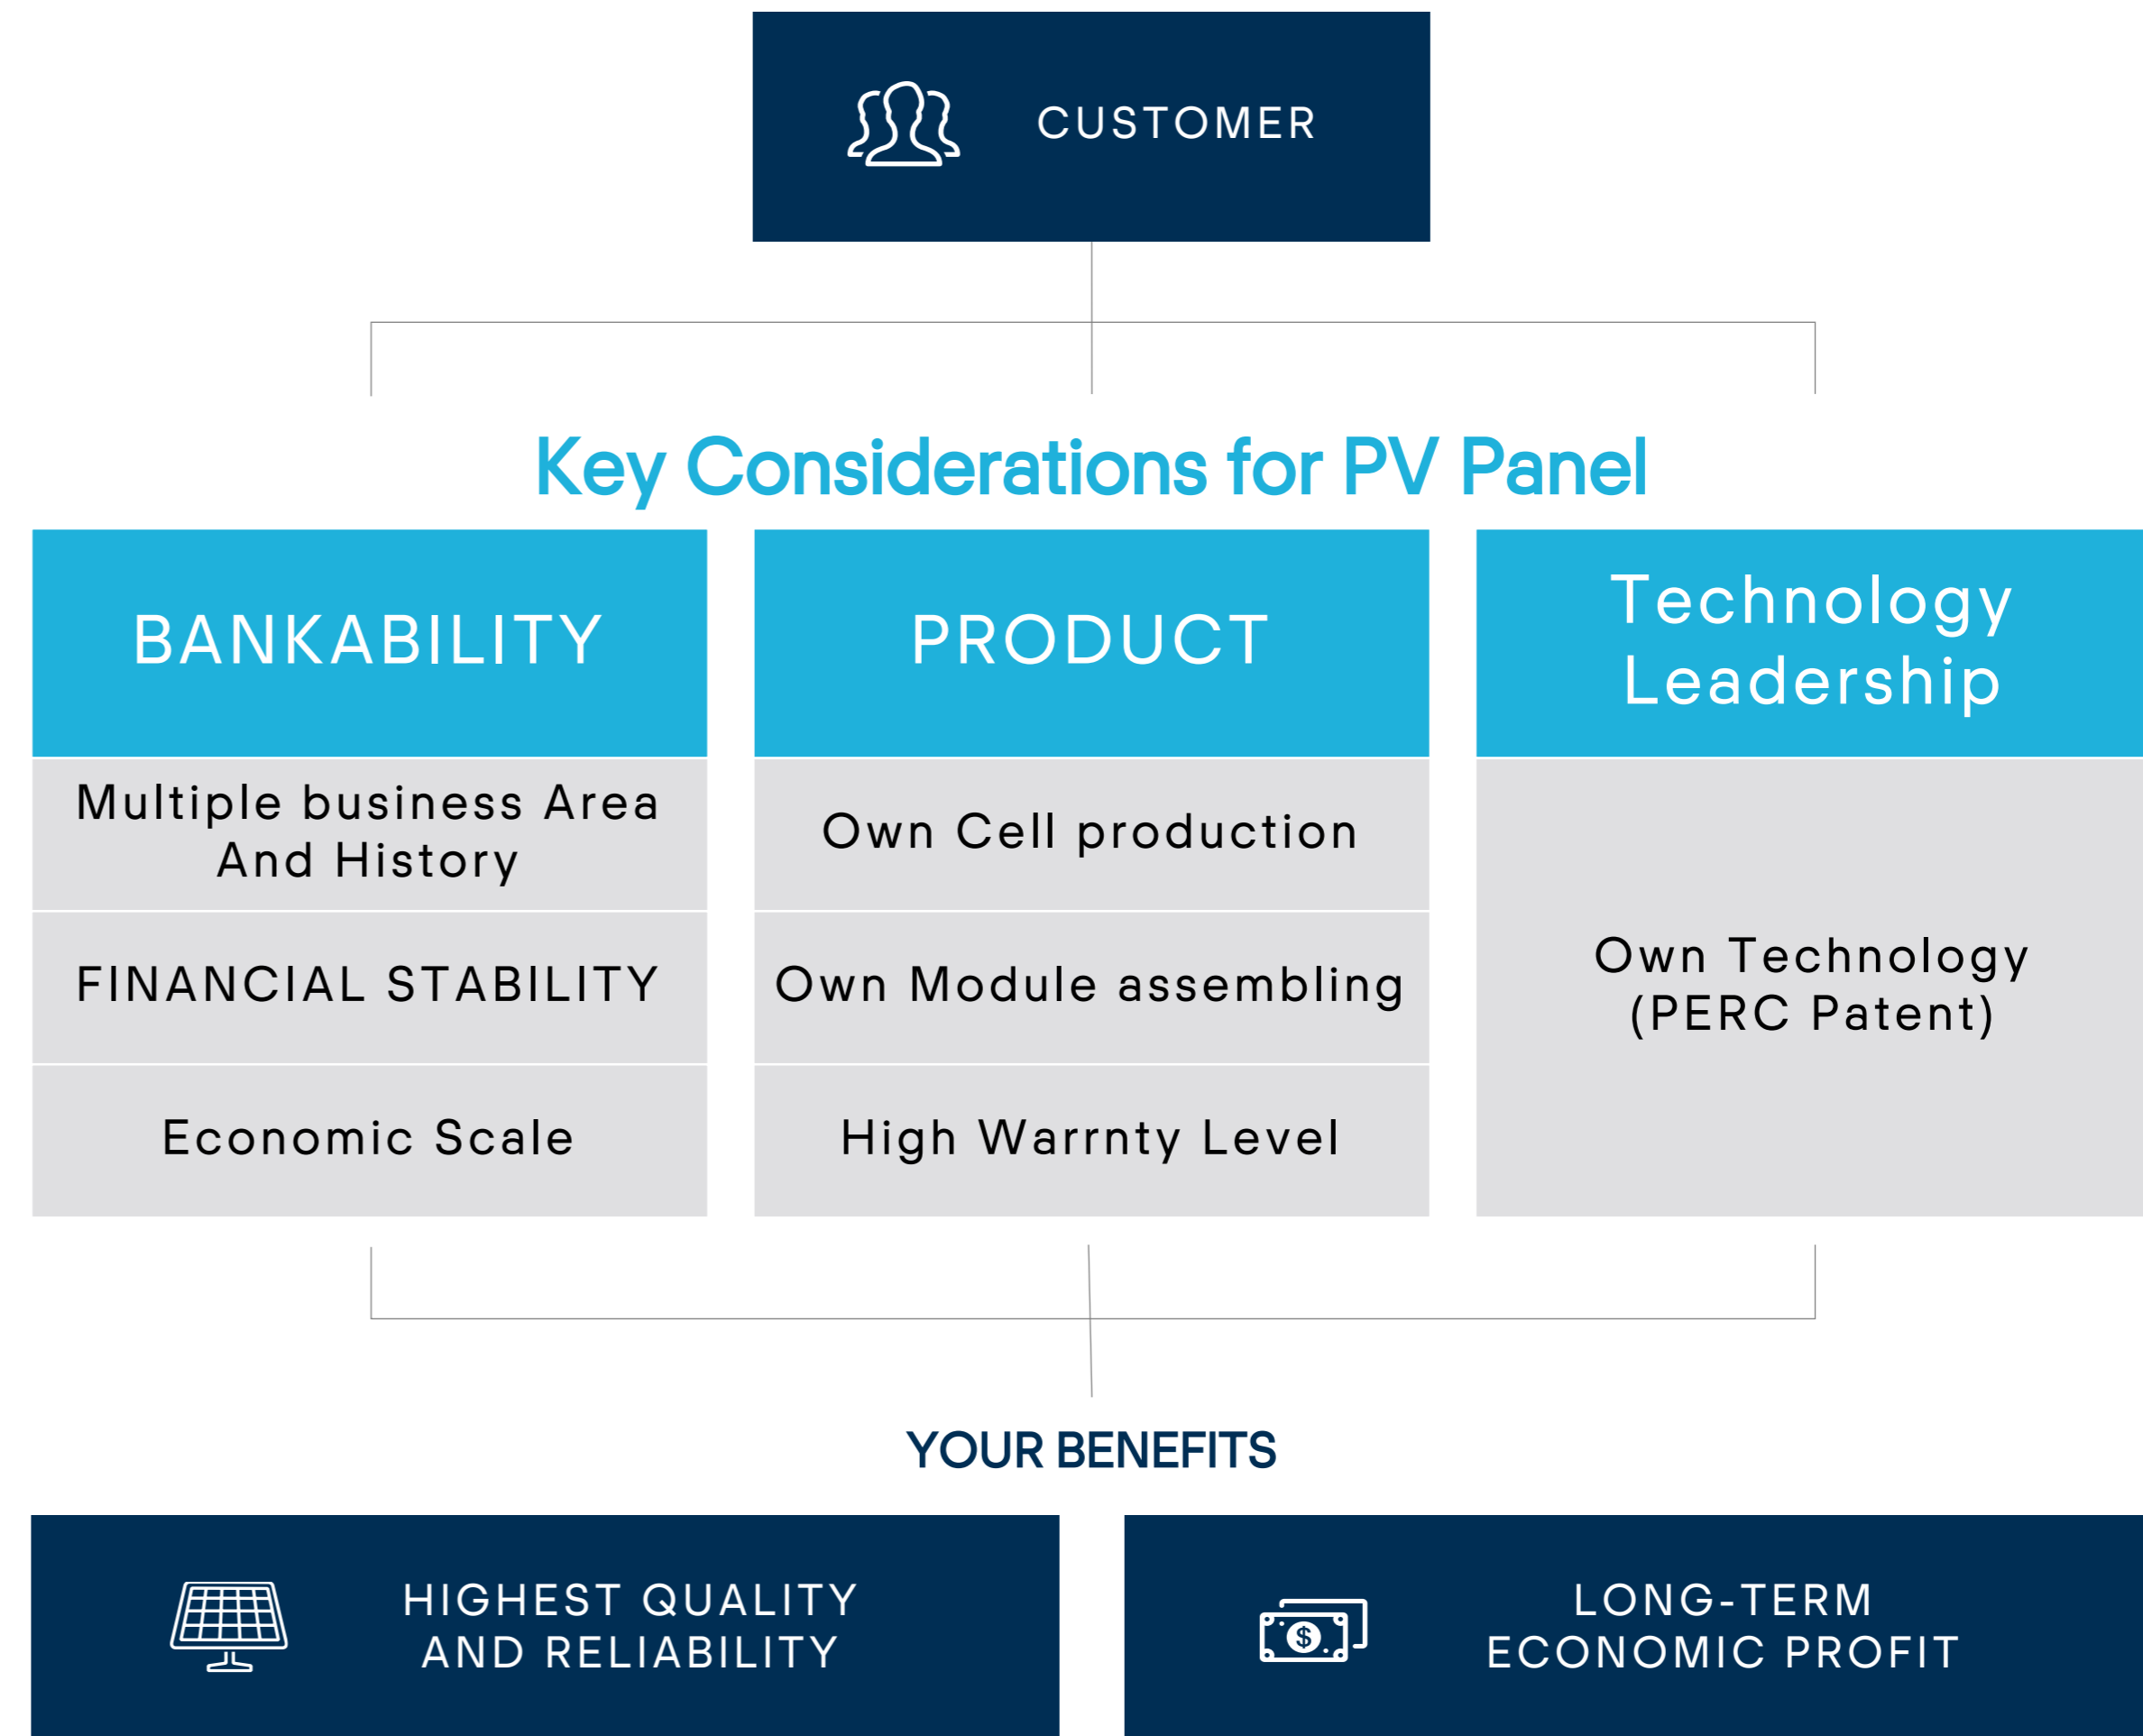 CUSTOMER
Key Considerations for PV Panel
BANKABILITY
Multiple business Area
And History
FINANCIAL STABILITY
Economic Scale
PRODUCT
Own Cell production
Own Module assembling
High Warrnty Level
Technology
Leadership
Own Technology
(PERC Patent)
YOUR BENEFITS
HIGHEST QUALITY
AND RELIABILITY
$
LONG-TERM
ECONOMIC PROFIT